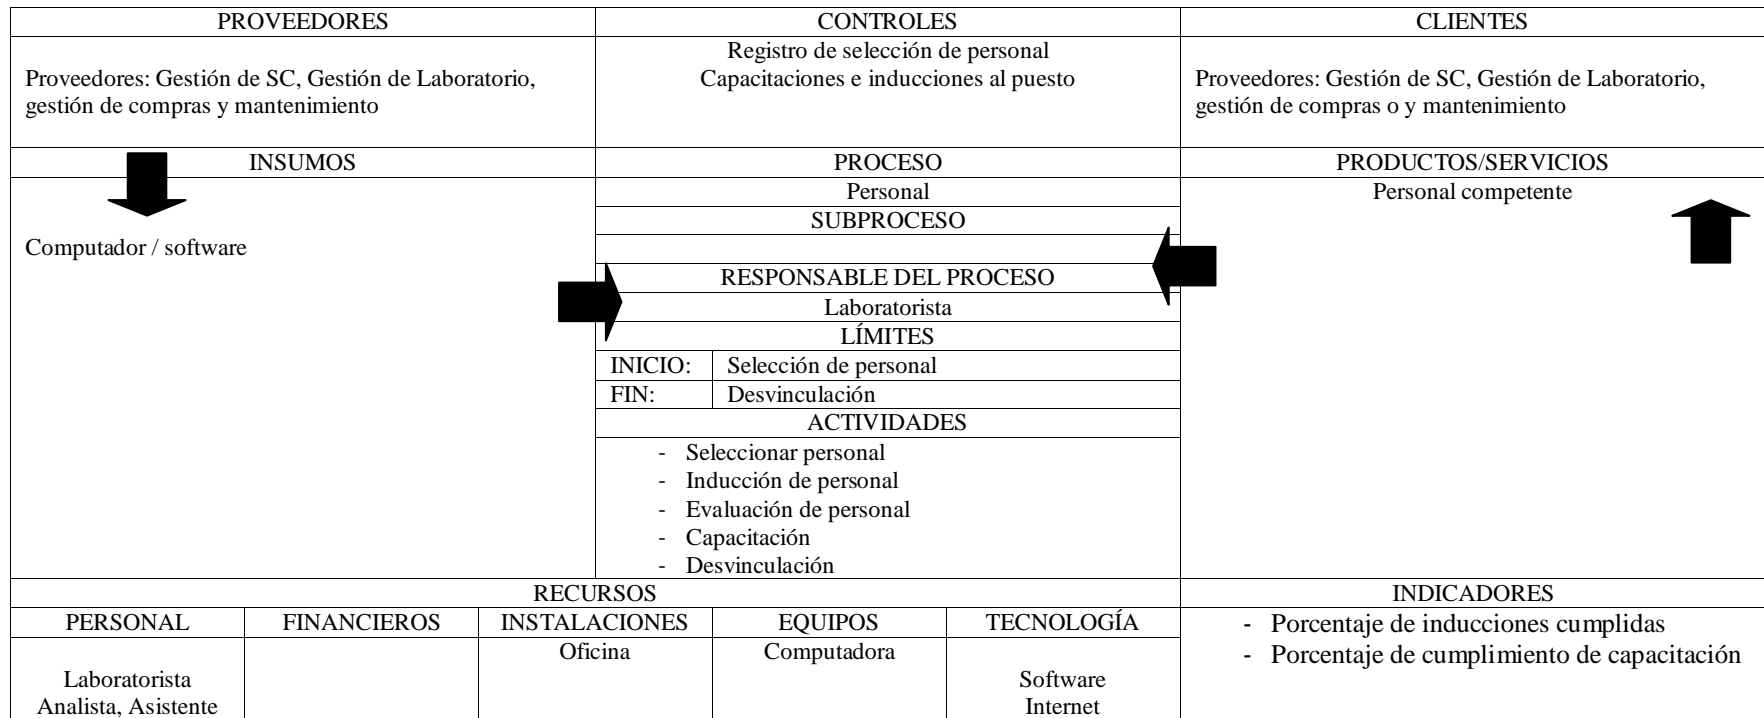 PROVEEDORES
CONTROLES
CLIENTES
Proveedores: Gestión de SC, Gestión de Laboratorio,
gestión de compras y mantenimiento
Registro de selección de personal
Capacitaciones e inducciones al puesto
Proveedores: Gestión de SC, Gestión de Laboratorio,
gestión de compras o y mantenimiento
INSUMOS
PROCESO
PRODUCTOS/SERVICIOS
Computador / software
Personal
SUBPROCESO
RESPONSABLE DEL PROCESO
Laboratorista
LÍMITES
INICIO: Selección de personal
FIN: Desvinculación
ACTIVIDADES
- Seleccionar personal
- Inducción de personal
- Evaluación de personal
- Capacitación
- Desvinculación
Personal competente
RECURSOS
INDICADORES
PERSONAL
FINANCIEROS
INSTALACIONES
EQUIPOS
TECNOLOGÍA
Laboratorista
Analista, Asistente
Oficina
Computadora
Software
Internet
- Porcentaje de inducciones cumplidas
- Porcentaje de cumplimiento de capacitación